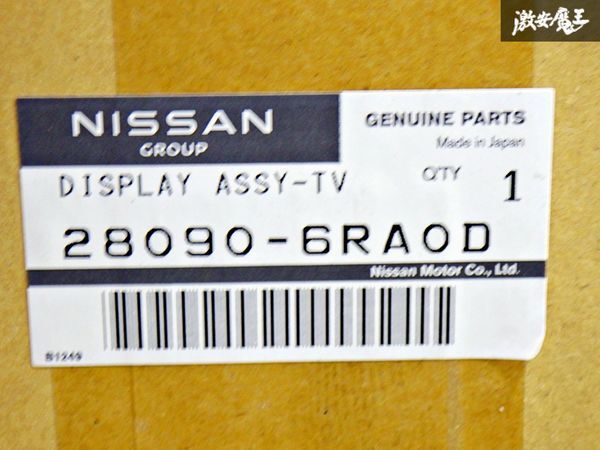 激安魔王
NISSAN
GROUP
GENUINE PARTS
Made in Japan
DISPLAY ASSY-TV
Q'TY 1
28090-6RA0D
Nissan Motor Co., Ltd.
B1249